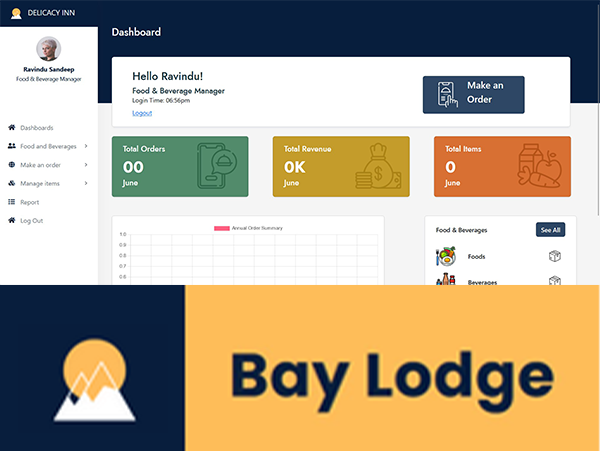 DELICACY INN
Dashboard
Ravindu Sandeep
Food & Beverage Manager
Hello Ravindu!
Food & Beverage Manager
Login Time: 06:56pm
Logout
Make an
Order
Dashboards
Food and Beverages
Make an order
Manage items
Report
Log Out
Total Orders
00
June
Total Revenue
0K
June
Total Items
0
June
Annual Order Summary
1.0
0.9
0.8
0.7
0.6
Food & Beverages
See All
Foods
Beverages
Bay Lodge